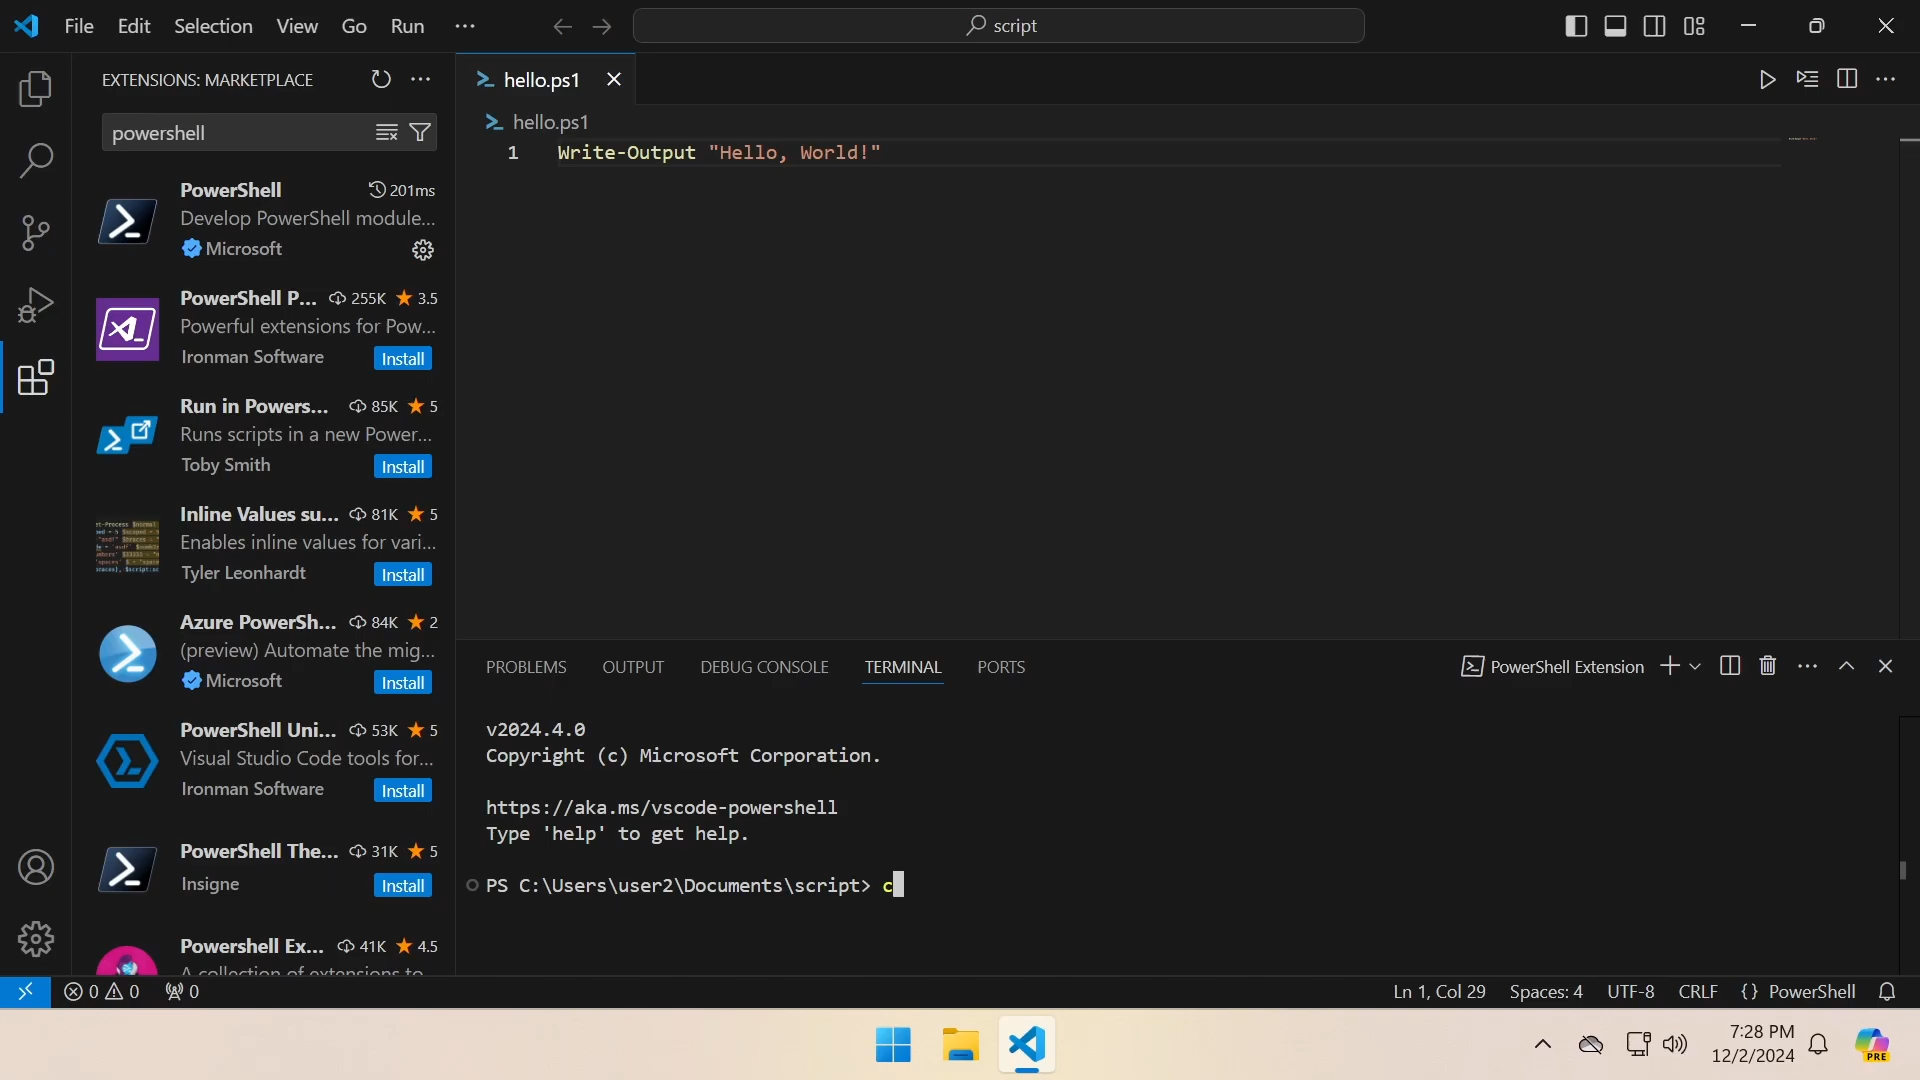 File Edit Selection View Go Run ···
script
EXTENSIONS: MARKETPLACE
powershell
PowerShell 201ms
Develop PowerShell module...
Microsoft
PowerShell P... 255K ★ 3.5
Powerful extensions for Pow...
Ironman Software Install
Run in Powers... 85K ★ 5
Runs scripts in a new Power...
Toby Smith Install
Inline Values su... 81K ★ 5
Enables inline values for vari...
Tyler Leonhardt Install
Azure PowerSh... 84K ★ 2
(preview) Automate the mig...
Microsoft Install
PowerShell Uni... 53K ★ 5
Visual Studio Code tools for...
Ironman Software Install
PowerShell The... 31K ★ 5
Insigne Install
Powershell Ex... 41K ★ 4.5
A collection of extensions to
hello.ps1
hello.ps1
1 Write-Output "Hello, World!"
PROBLEMS OUTPUT DEBUG CONSOLE TERMINAL PORTS
PowerShell Extension
v2024.4.0
Copyright (c) Microsoft Corporation.
https://aka.ms/vscode-powershell
Type 'help' to get help.
PS C:\Users\user2\Documents\script> c
0 0 0
Ln 1, Col 29 Spaces: 4 UTF-8 CRLF {} PowerShell
7:28 PM
12/2/2024
PRE